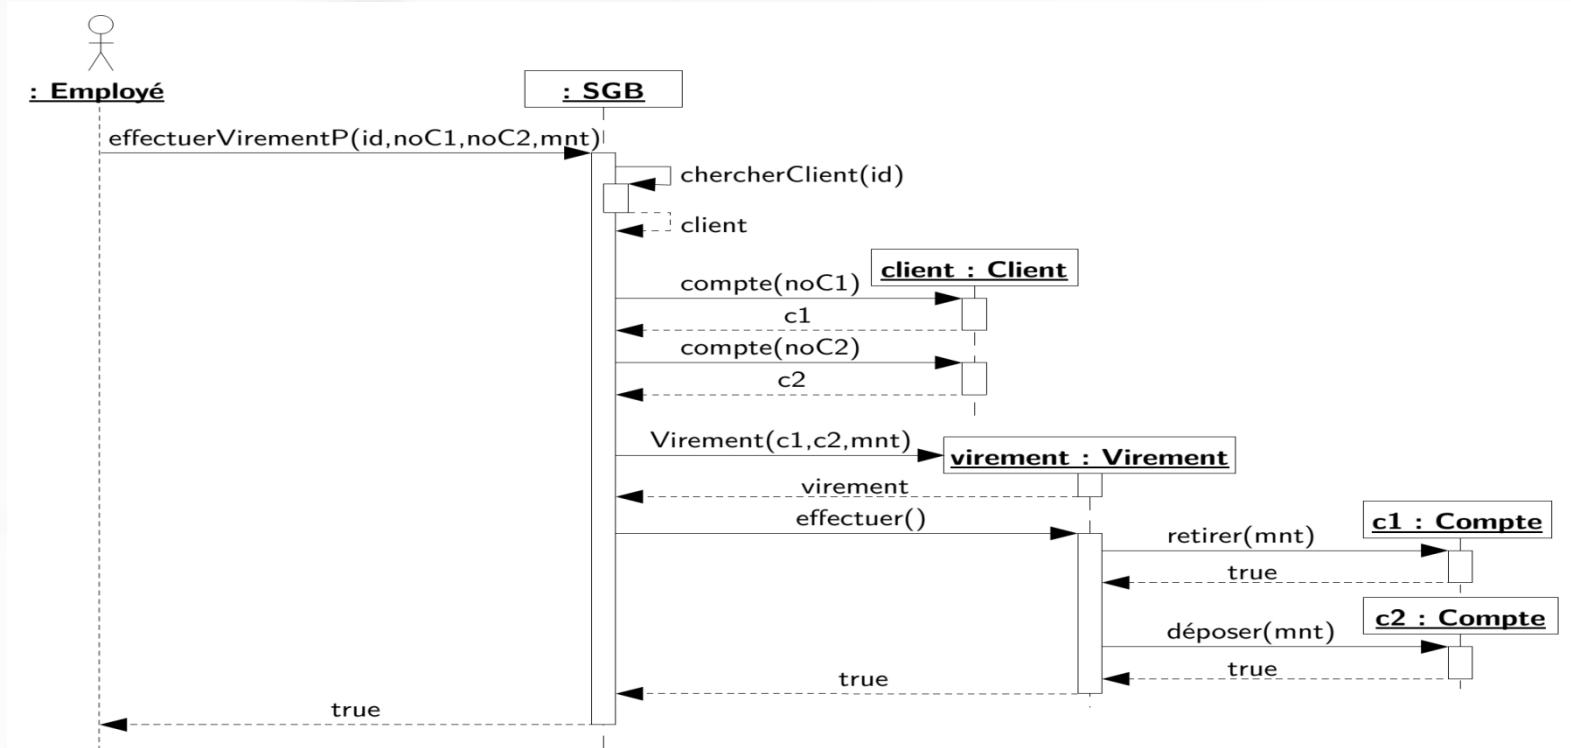 : Employé
: SGB
effectuerVirementP(id,noC1,noC2,mnt)
chercherClient(id)
client
client : Client
compte(noC1)
c1
compte(noC2)
c2
Virement(c1,c2,mnt)
virement : Virement
virement
effectuer()
c1 : Compte
retirer(mnt)
true
c2 : Compte
déposer(mnt)
true
true
true